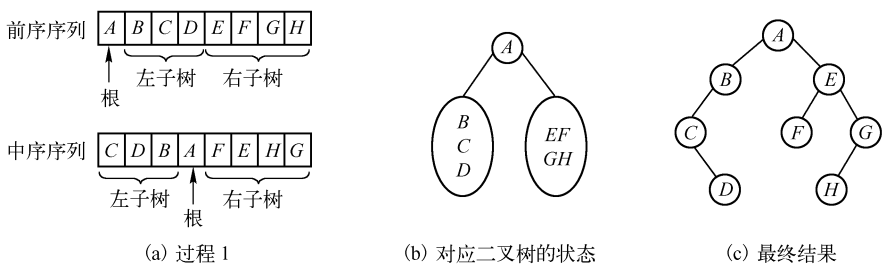 前序序列 A B C D E F G H
左子树 右子树
根
中序序列 C D B A F E H G
左子树 右子树
根
(a) 过程1
A
B
C
D
EF
GH
(b) 对应二叉树的状态
A
B E
C F G
D H
(c) 最终结果